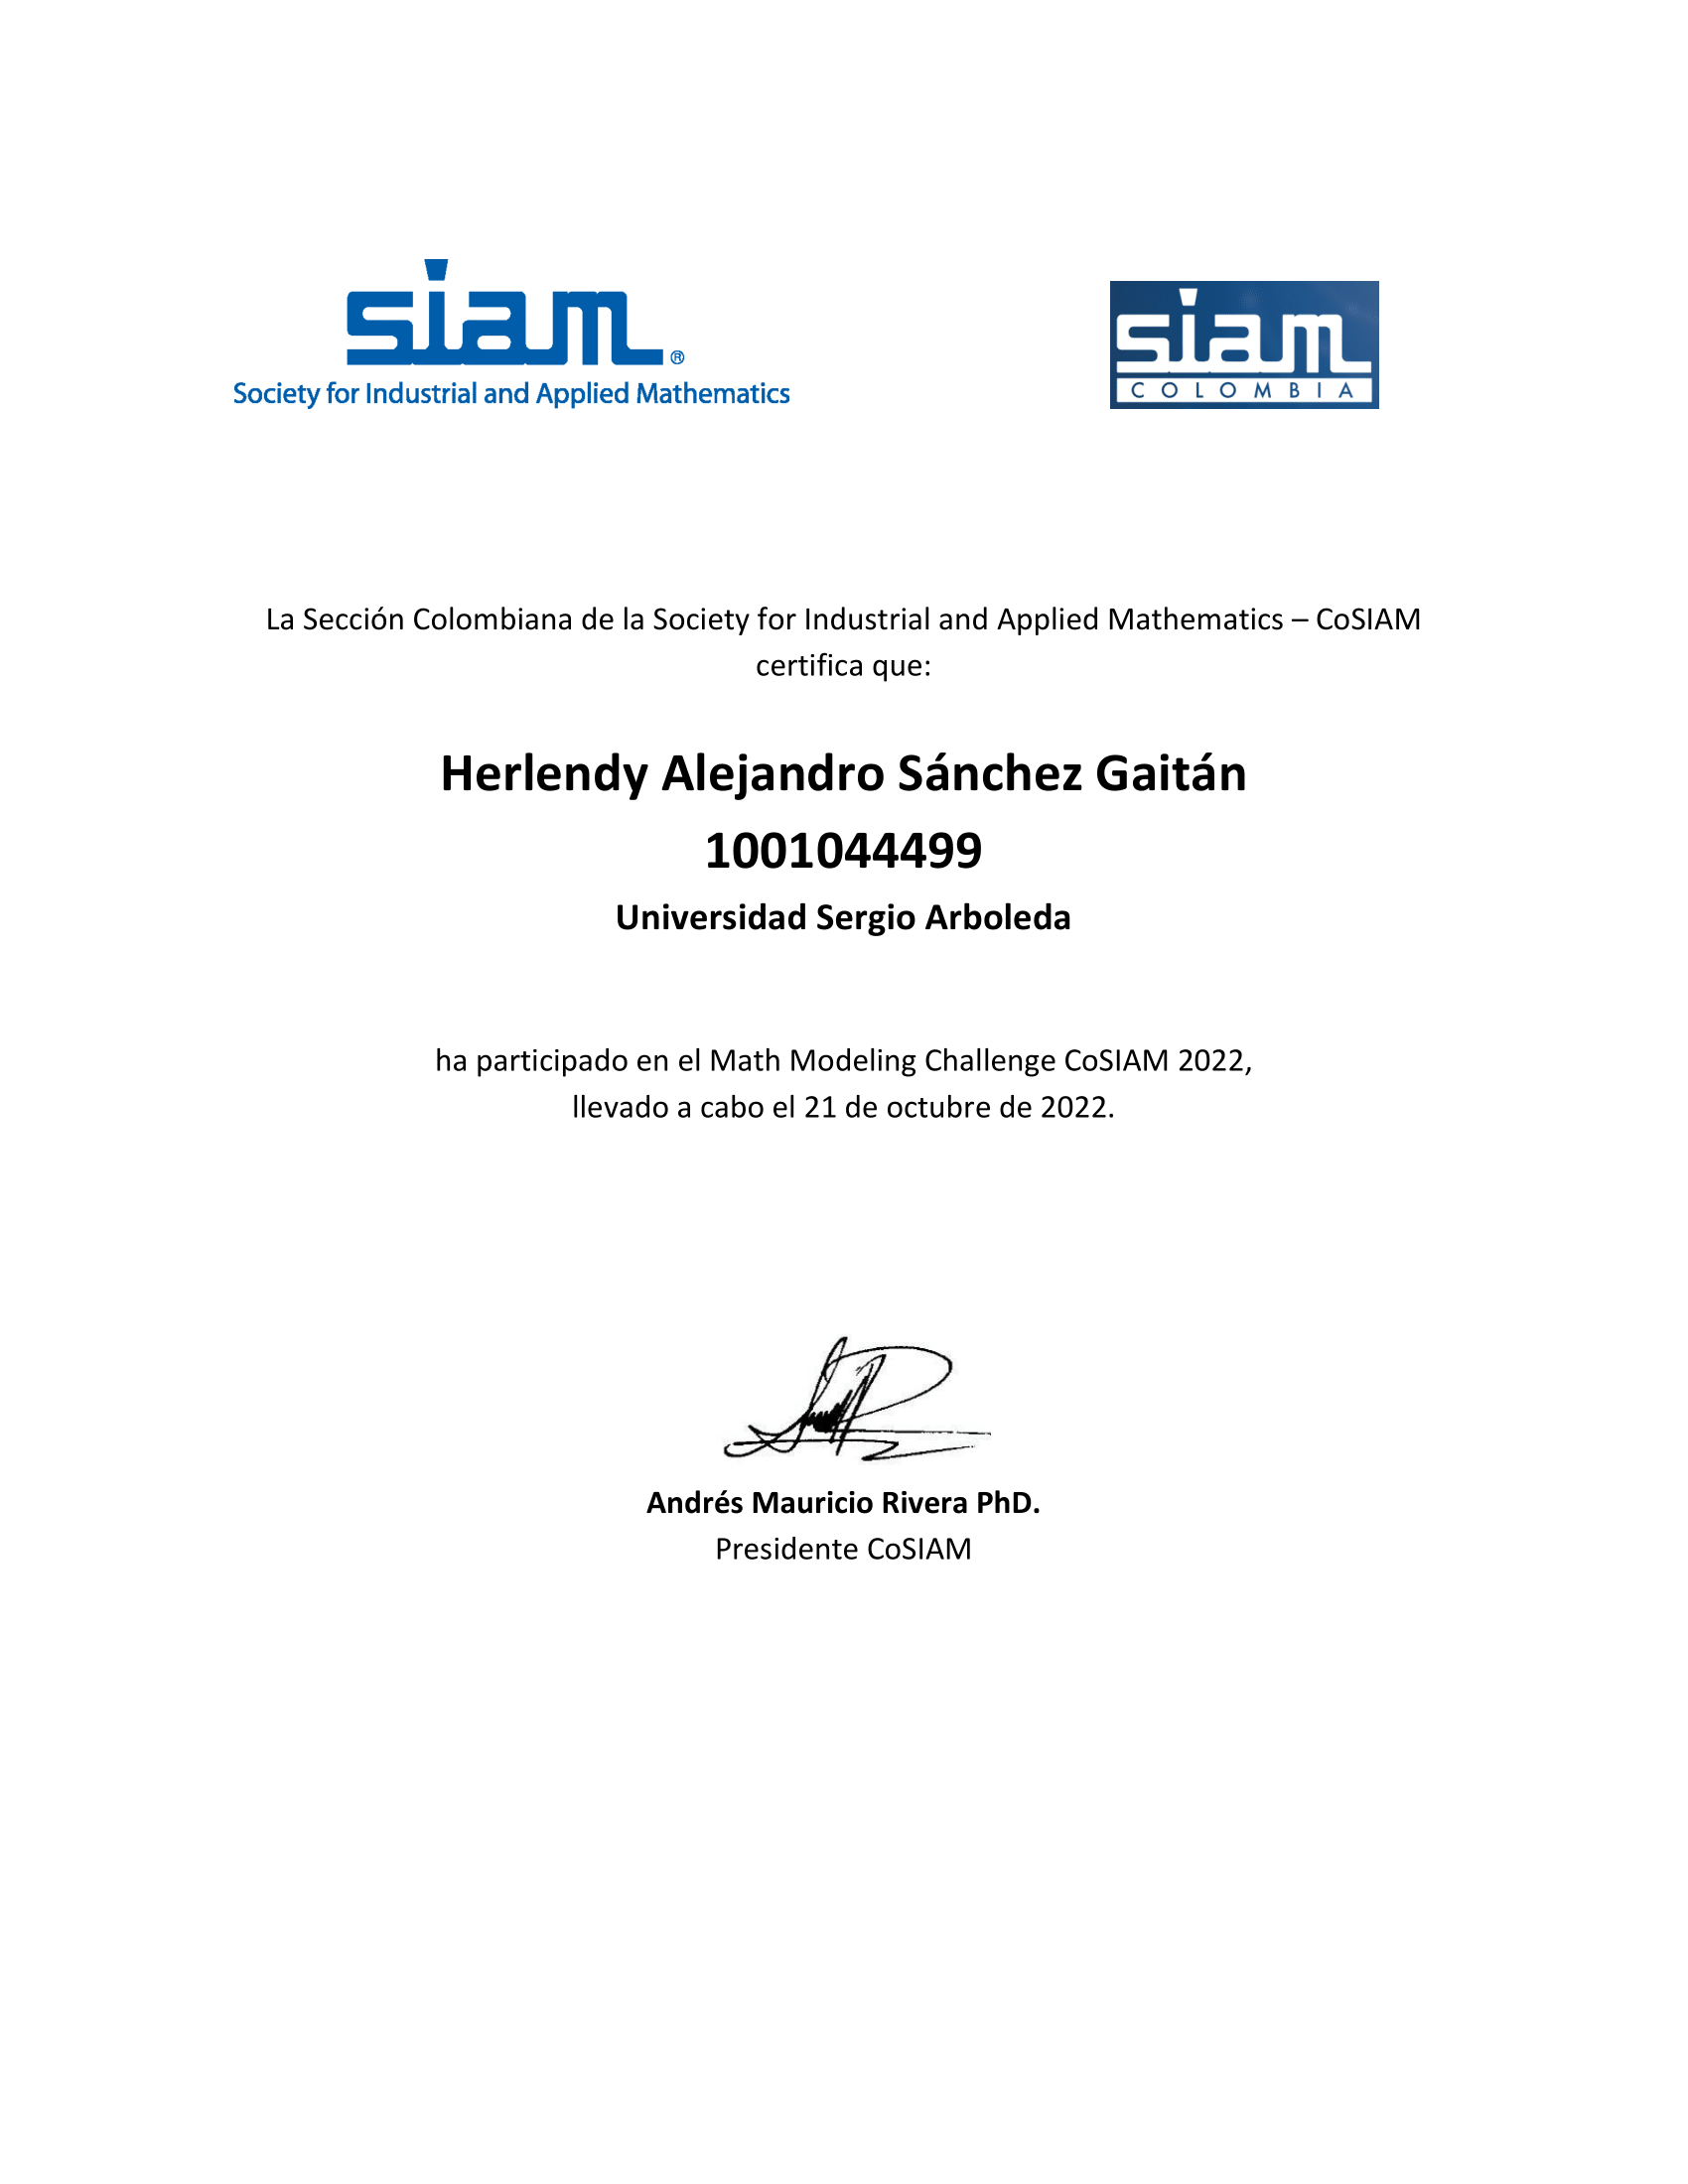 siam®
Society for Industrial and Applied Mathematics
siam
COLOMBIA
La Sección Colombiana de la Society for Industrial and Applied Mathematics – CoSIAM
certifica que:
Herlendy Alejandro Sánchez Gaitán
1001044499
Universidad Sergio Arboleda
ha participado en el Math Modeling Challenge CoSIAM 2022,
llevado a cabo el 21 de octubre de 2022.
Andrés Mauricio Rivera PhD.
Presidente CoSIAM